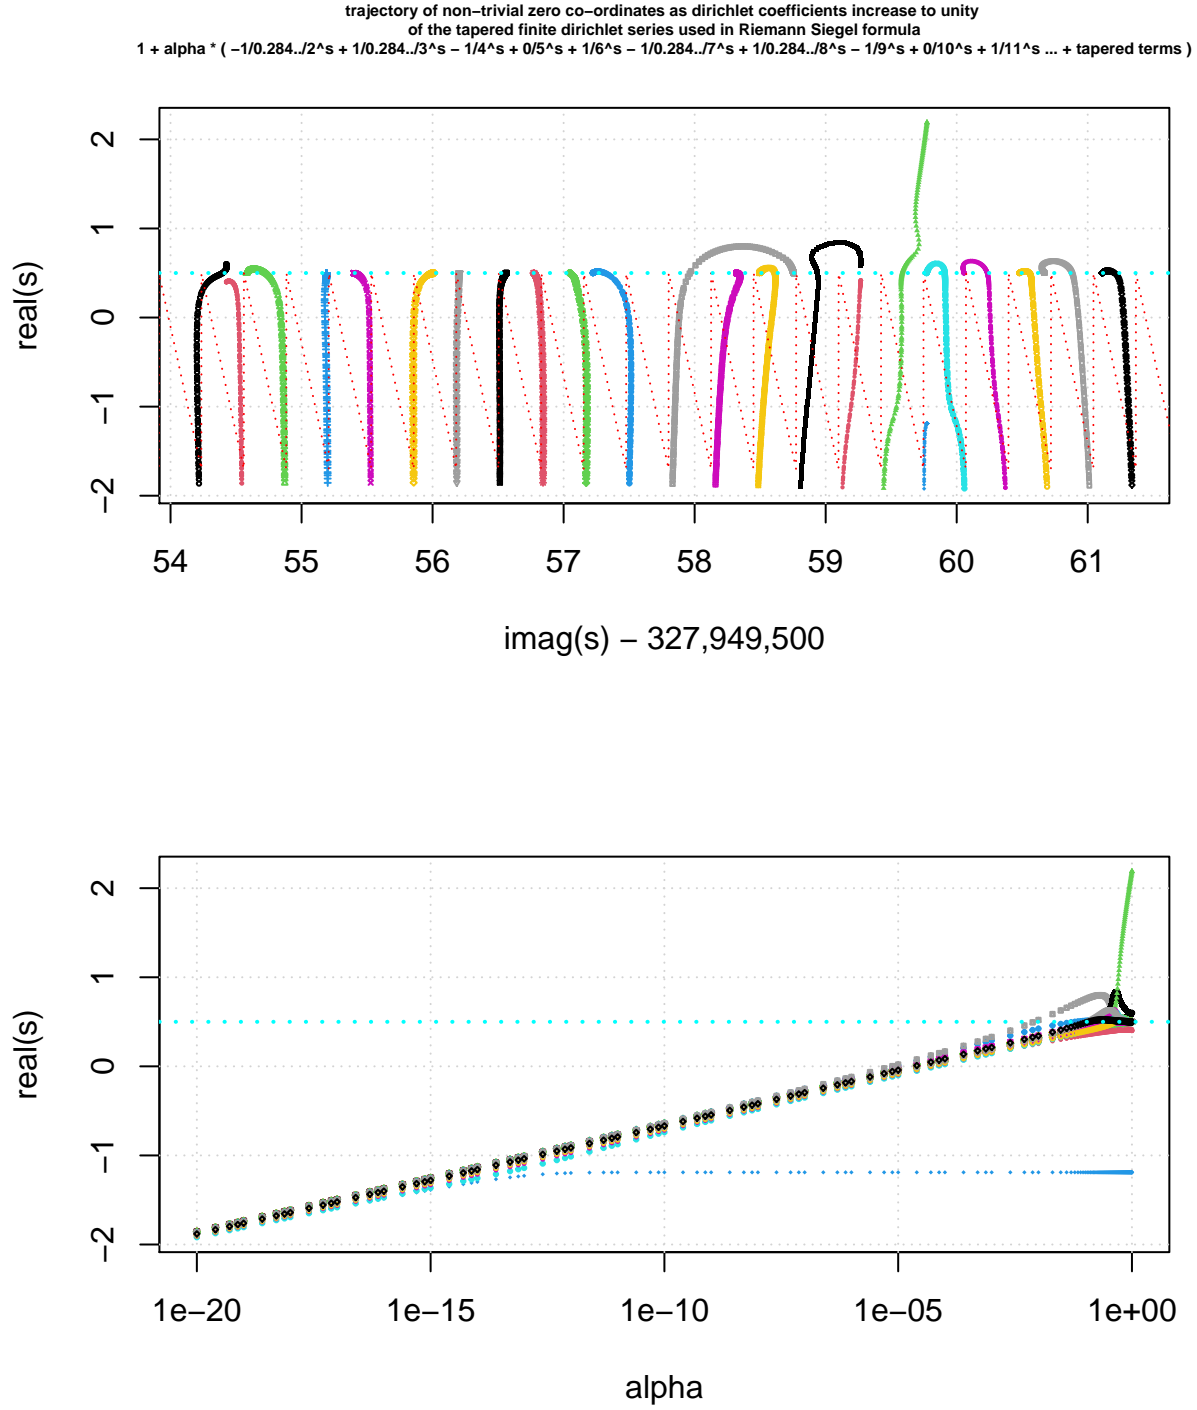 trajectory of non−trivial zero co−ordinates as dirichlet coefficients increase to unity
of the tapered finite dirichlet series used in Riemann Siegel formula
1 + alpha * ( −1/0.284../2^s + 1/0.284../3^s − 1/4^s + 0/5^s + 1/6^s − 1/0.284../7^s + 1/0.284../8^s − 1/9^s + 0/10^s + 1/11^s ... + tapered terms )
2
1
0
−1
−2
real(s)
54 55 56 57 58 59 60 61
imag(s) − 327,949,500
2
1
0
−1
−2
real(s)
1e−20 1e−15 1e−10 1e−05 1e+00
alpha